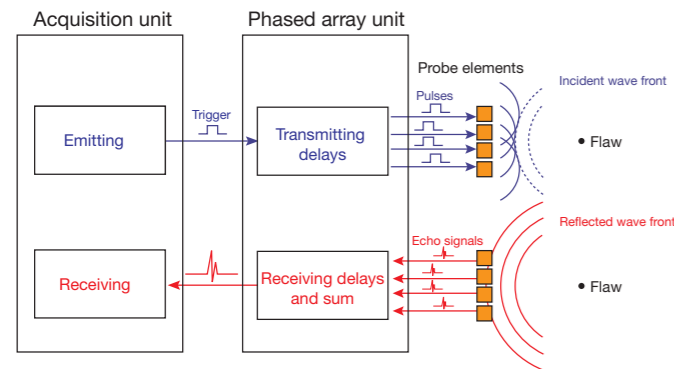 Acquisition unit
Phased array unit
Probe elements
Incident wave front
Pulses
Trigger
Emitting
Transmitting
delays
• Flaw
Reflected wave front
Echo signals
Receiving
Receiving delays
and sum
• Flaw